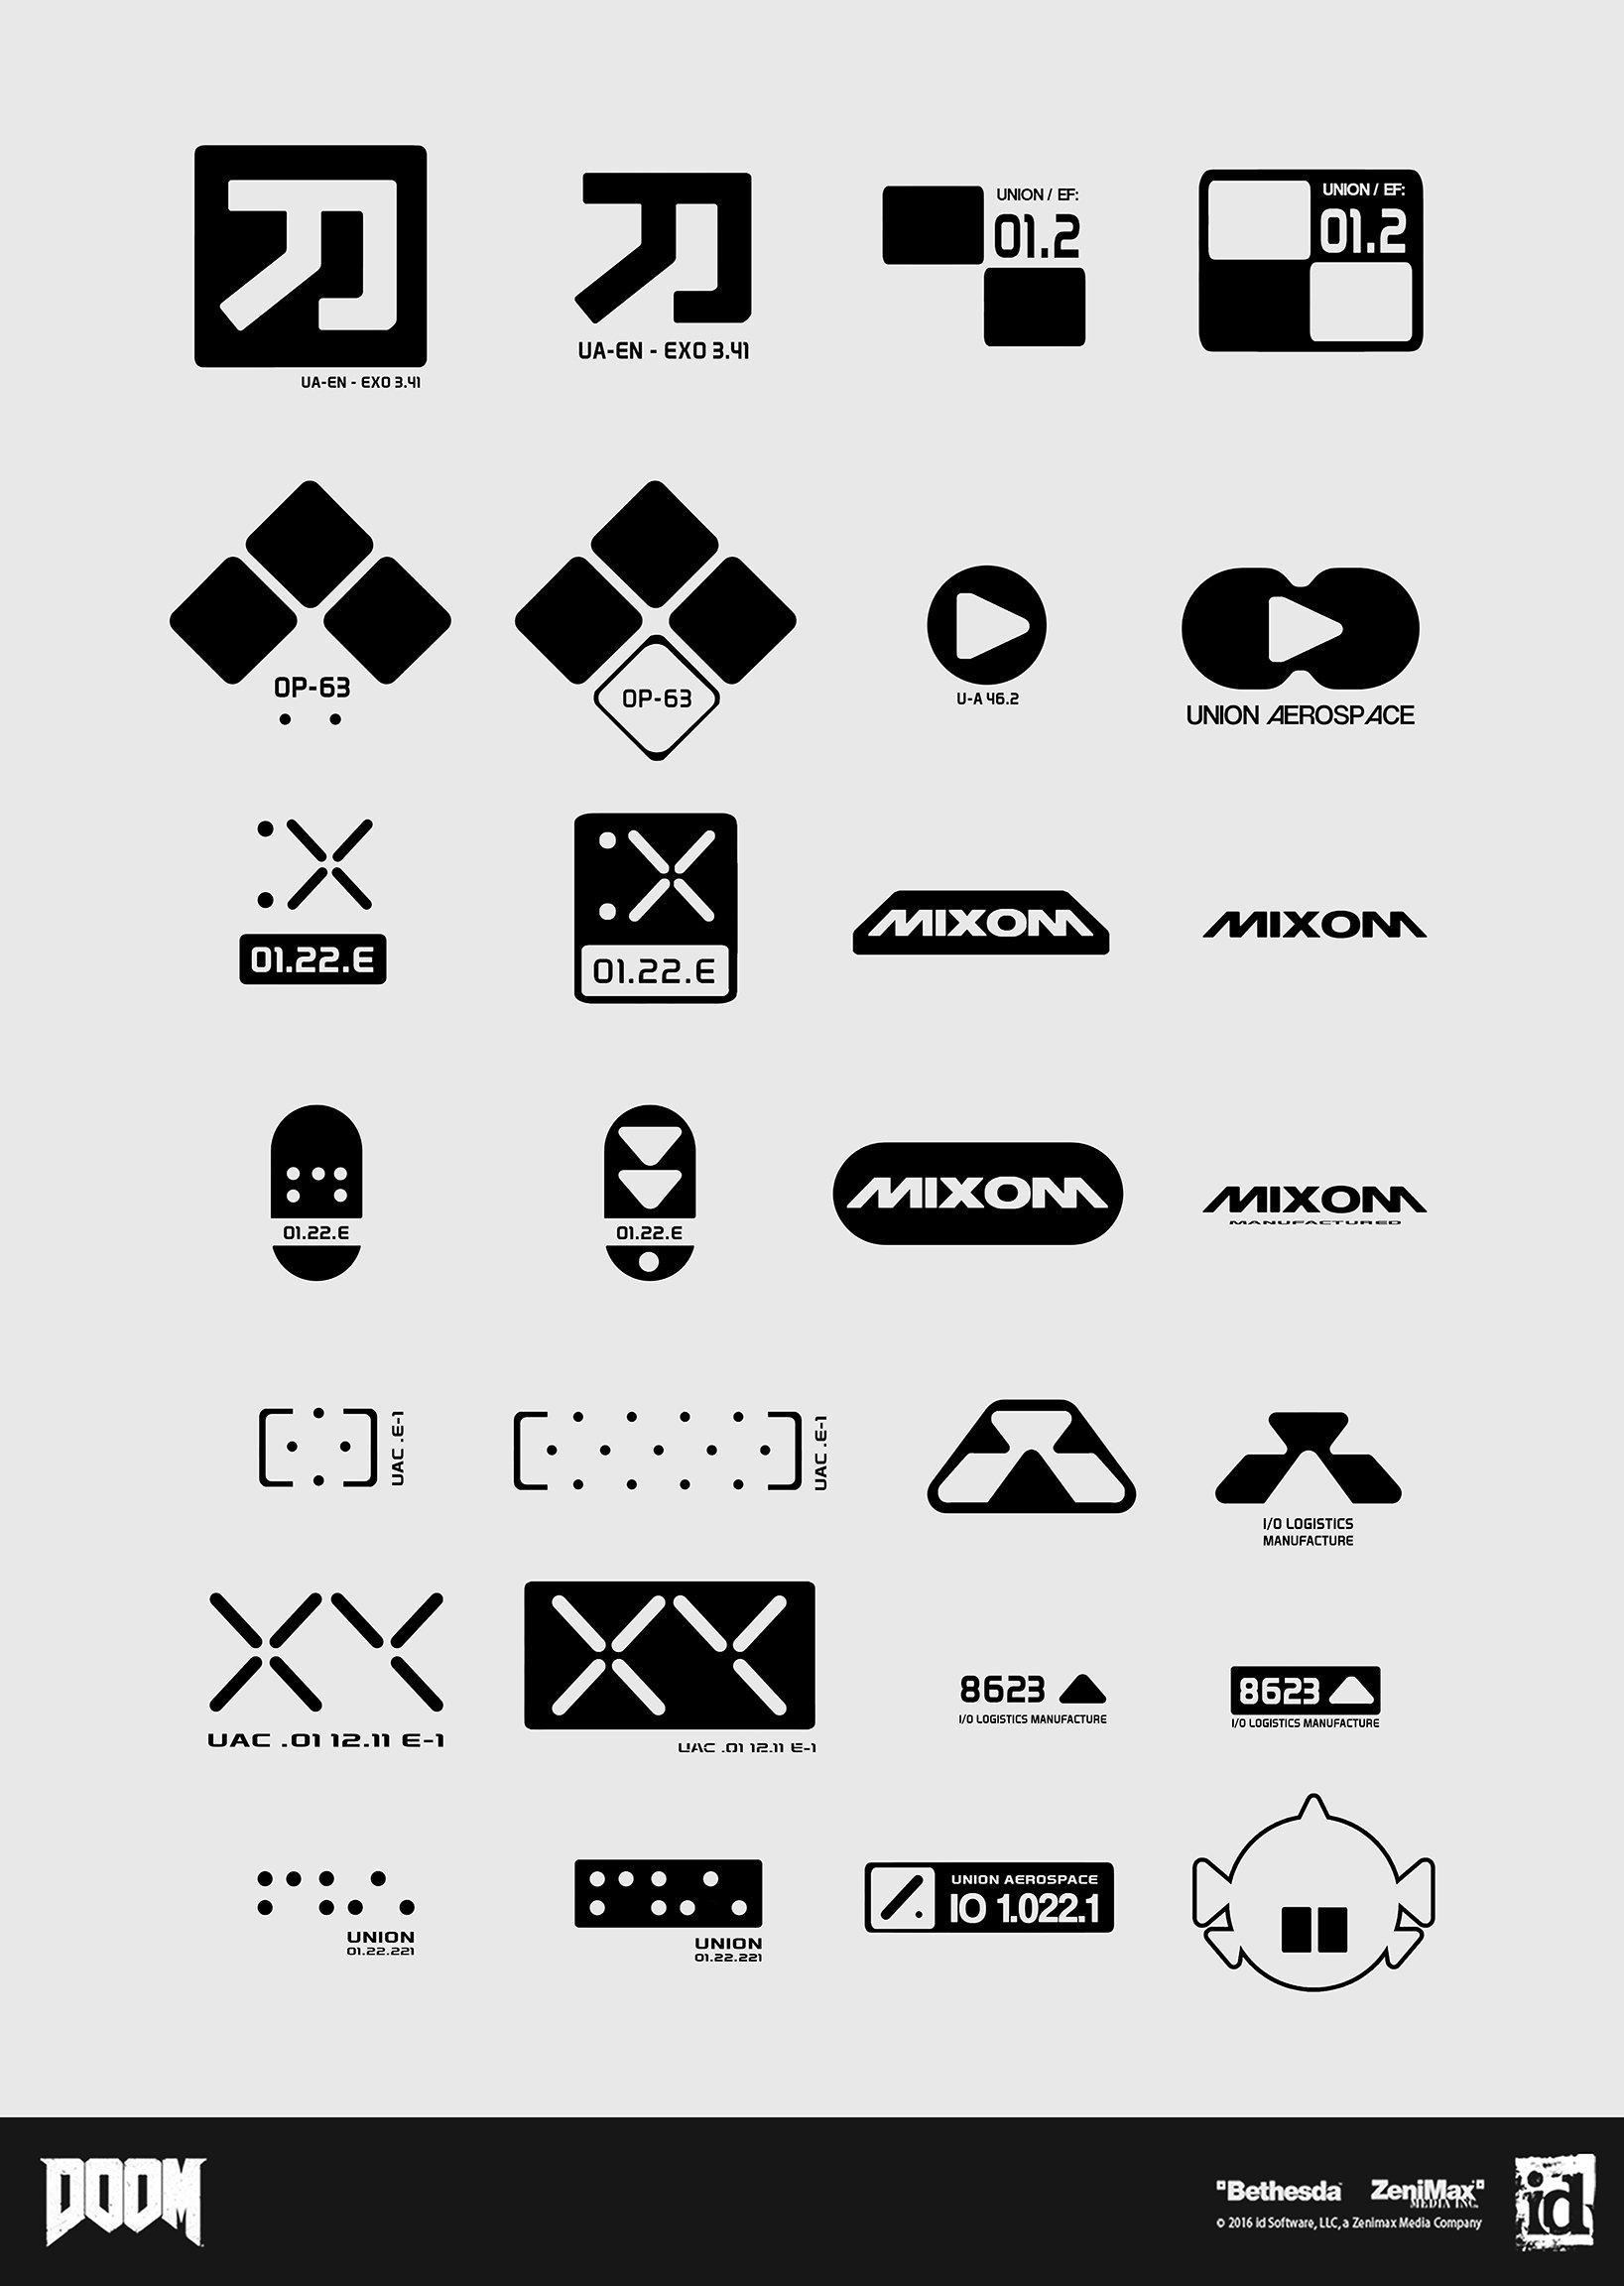 UA-EN - EXO 3.41
UA-EN - EXO 3.41
UNION / EF:
01.2
UNION / EF:
01.2
OP-63
OP-63
U-A 46.2
UNION AEROSPACE
01.22.E
01.22.E
MIXOM
MIXOM
01.22.E
01.22.E
MIXOM
MIXOM
MANUFACTURED
UAC .E-1
UAC .E-1
I/O LOGISTICS
MANUFACTURE
UAC .01 12.11 E-1
UAC .01 12.11 E-1
8623
I/O LOGISTICS MANUFACTURE
8623
I/O LOGISTICS MANUFACTURE
UNION
01.22.221
UNION
01.22.221
UNION AEROSPACE
IO 1.022.1
DOOM
Bethesda
ZeniMax
MEDIA INC.
© 2016 id Software, LLC, a Zenimax Media Company
id